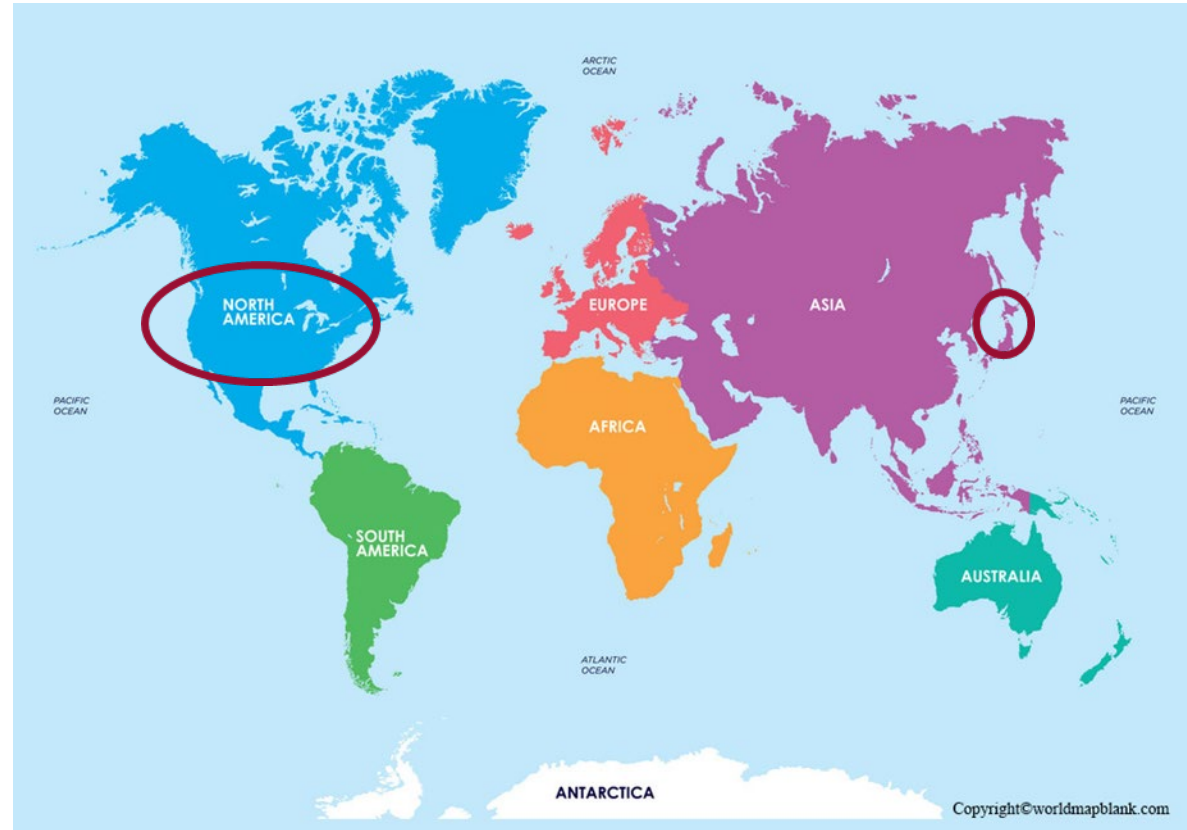 ARCTIC
OCEAN
NORTH
AMERICA
EUROPE
ASIA
PACIFIC
OCEAN
PACIFIC
OCEAN
AFRICA
SOUTH
AMERICA
AUSTRALIA
ATLANTIC
OCEAN
ANTARCTICA
Copyright©worldmapblank.com